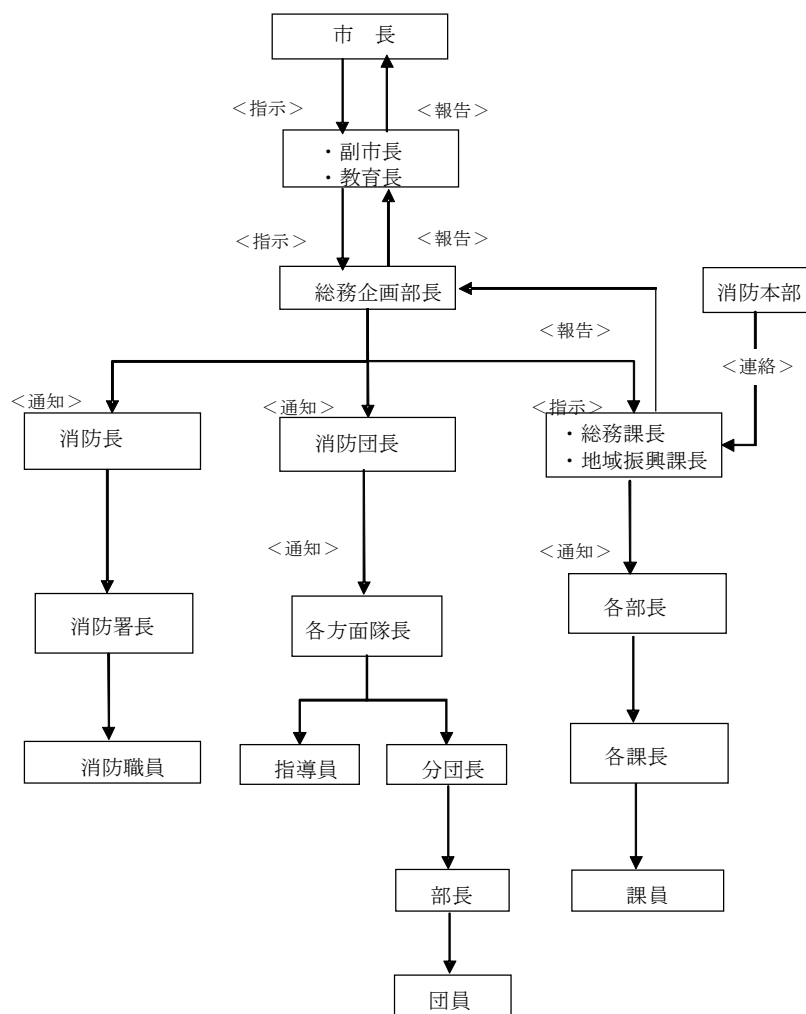 市　長
＜指示＞
＜報告＞
・副市長
・教育長
＜指示＞
＜報告＞
総務企画部長
消防本部
＜報告＞
＜連絡＞
＜通知＞
＜通知＞
＜指示＞
消防長
消防団長
・総務課長
・地域振興課長
＜通知＞
＜通知＞
消防署長
各方面隊長
各部長
消防職員
指導員
分団長
各課長
部長
課員
団員